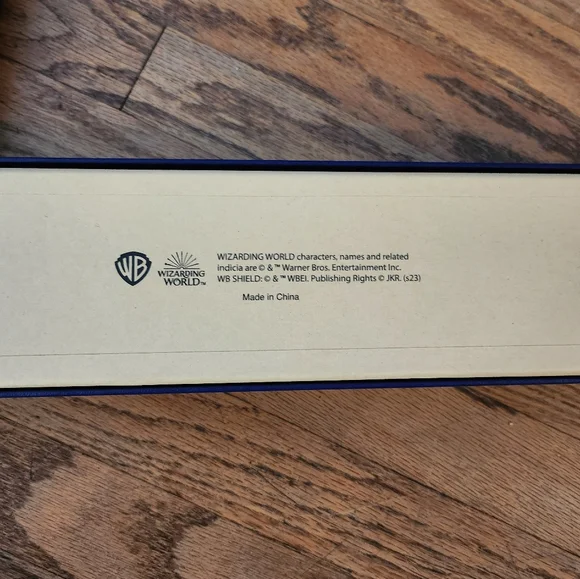 WB
WIZARDING
WORLD™
WIZARDING WORLD characters, names and related
indicia are © & ™ Warner Bros. Entertainment Inc.
WB SHIELD: © & ™ WBEI. Publishing Rights © JKR. (s23)
Made in China